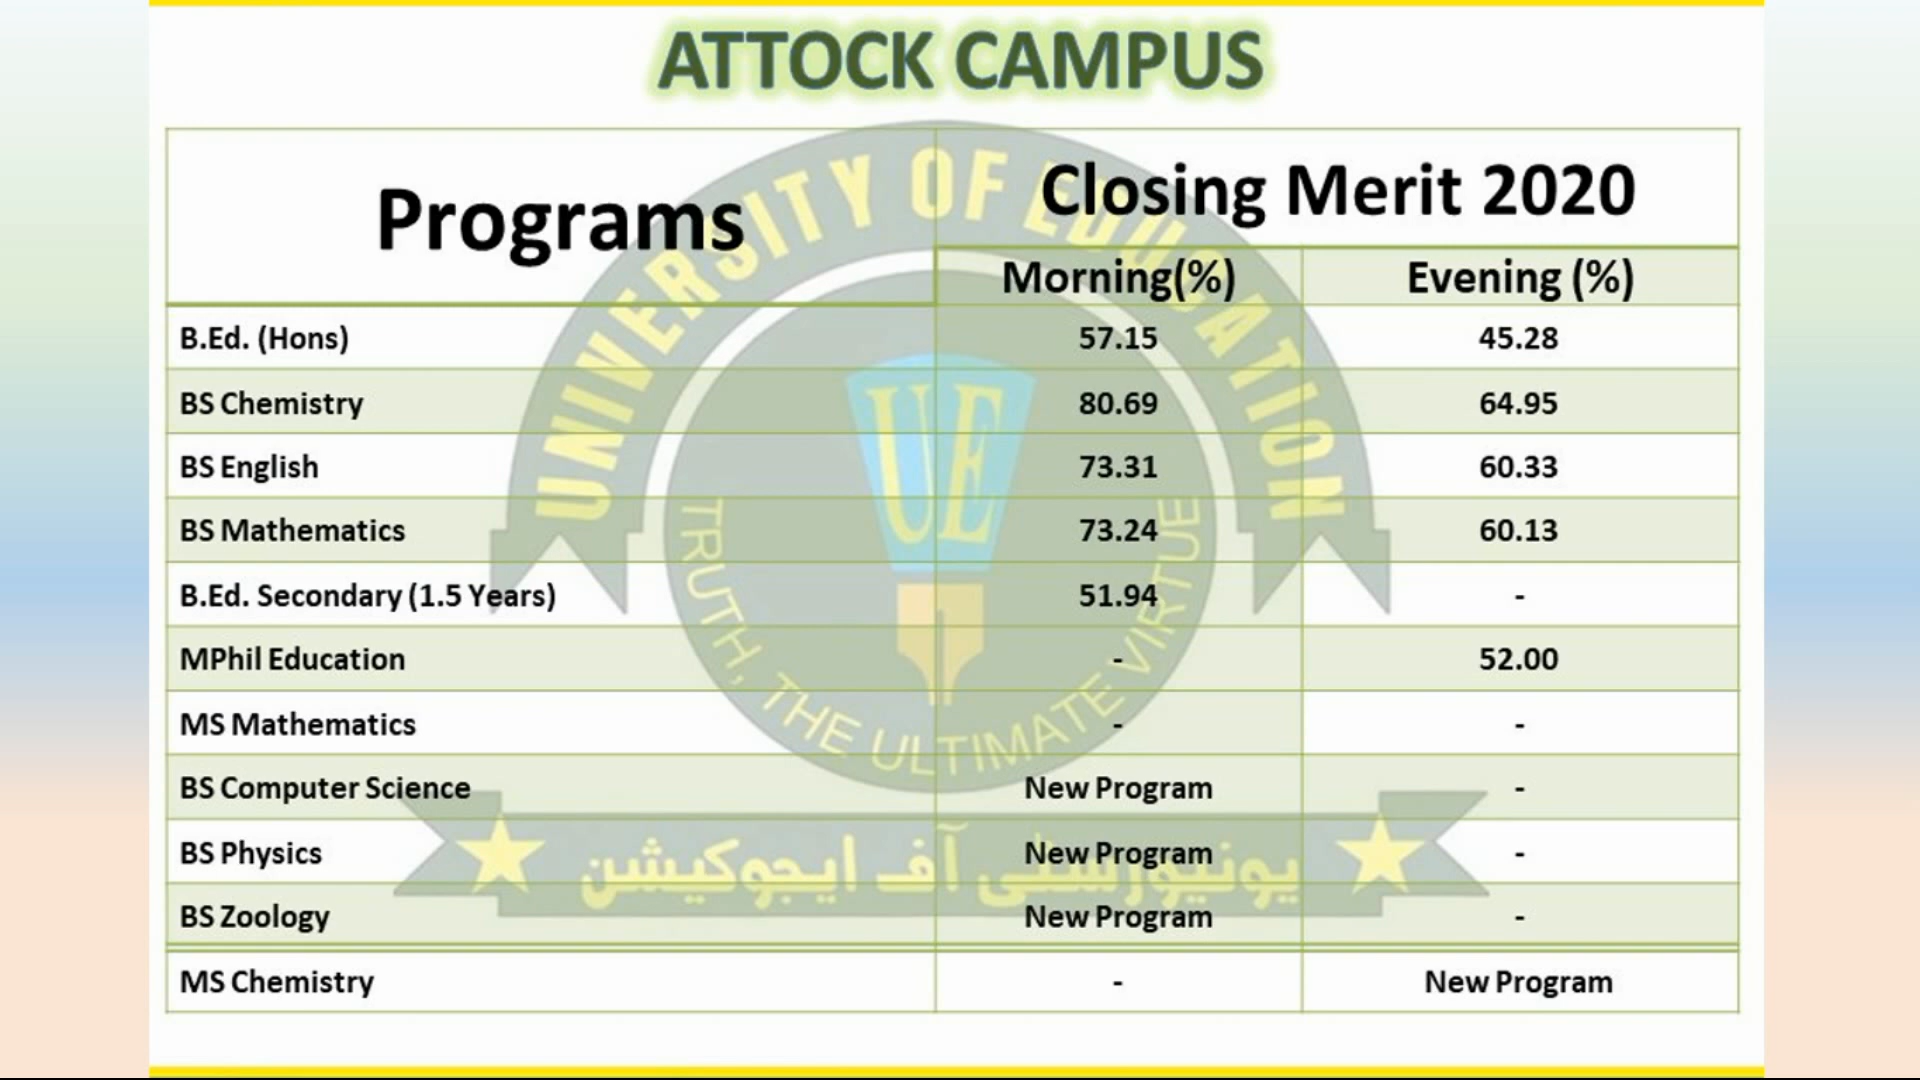 ATTOCK CAMPUS
Programs
Closing Merit 2020
Morning(%) Evening (%)
B.Ed. (Hons) 57.15 45.28
BS Chemistry 80.69 64.95
BS English 73.31 60.33
BS Mathematics 73.24 60.13
B.Ed. Secondary (1.5 Years) 51.94 -
MPhil Education - 52.00
MS Mathematics - -
BS Computer Science New Program -
BS Physics New Program -
BS Zoology New Program -
MS Chemistry - New Program
UNIVERSITY OF EDUCATION
UE
TRUTH, THE ULTIMATE VIRTUE
یونیورسٹی آف ایجوکیشن